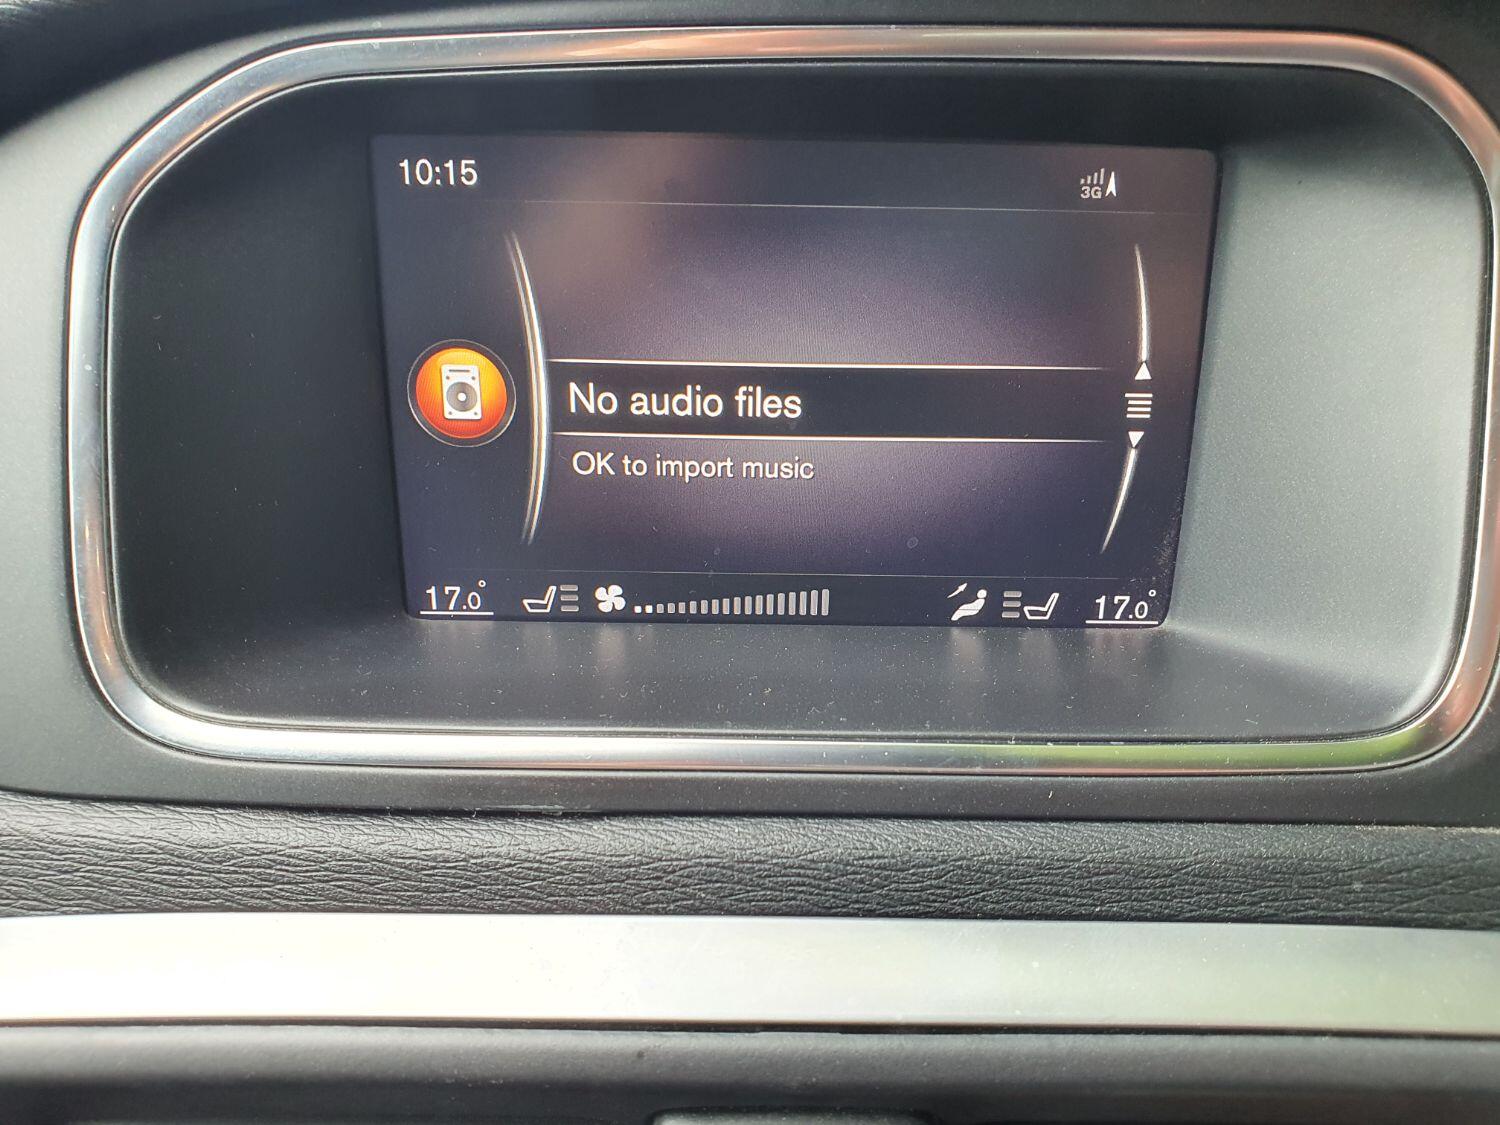 10:15
3G
No audio files
OK to import music
17.0° 17.0°